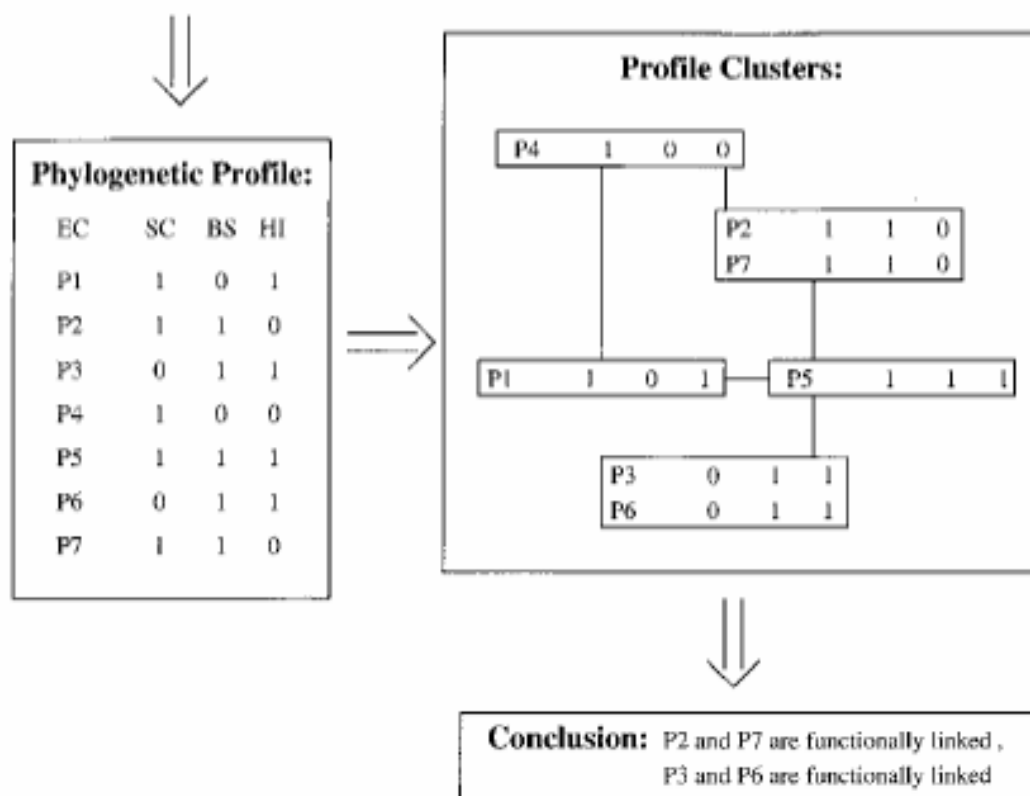 Phylogenetic Profile:
EC SC BS HI
P1 1 0 1
P2 1 1 0
P3 0 1 1
P4 1 0 0
P5 1 1 1
P6 0 1 1
P7 1 1 0
Profile Clusters:
P4 1 0 0
P2 1 1 0
P7 1 1 0
P1 1 0 1
P5 1 1 1
P3 0 1 1
P6 0 1 1
Conclusion: P2 and P7 are functionally linked ,
P3 and P6 are functionally linked